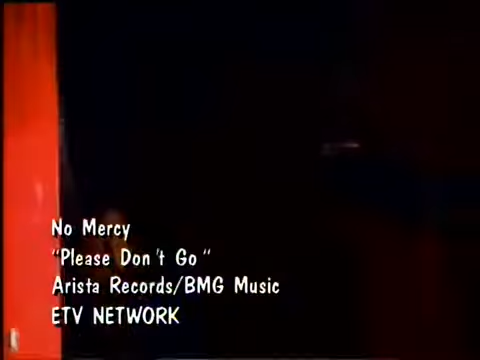 No Mercy
"Please Don't Go"
Arista Records/BMG Music
ETV NETWORK